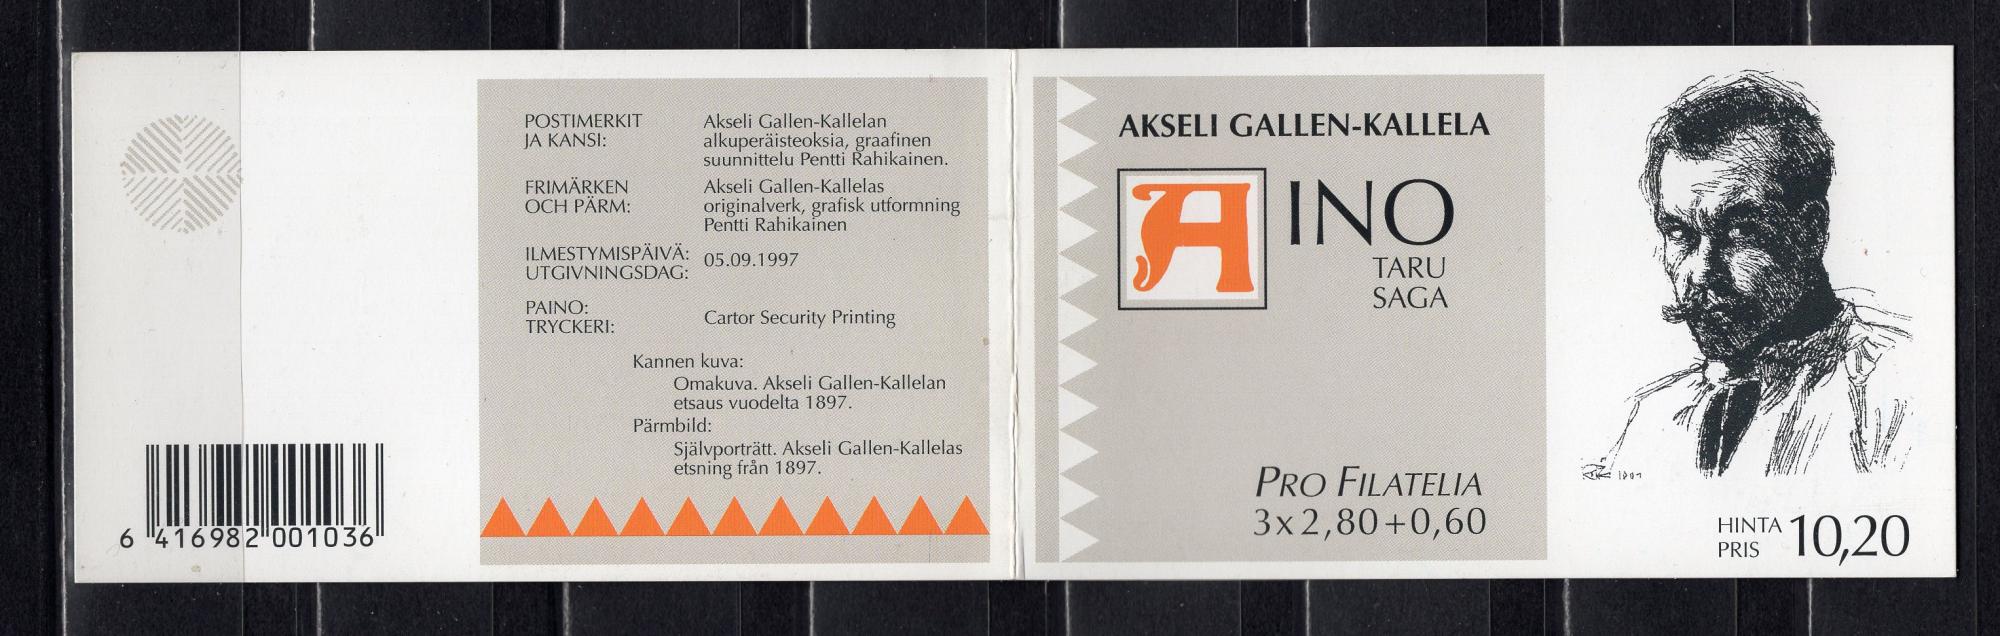 POSTIMERKIT
JA KANSI:
Akseli Gallen-Kallelan
alkuperäisteoksia, graafinen
suunnittelu Pentti Rahikainen.
FRIMÄRKEN
OCH PÄRM:
Akseli Gallen-Kallelas
originalverk, grafisk utformning
Pentti Rahikainen
ILMESTYMISPÄIVÄ:
UTGIVNINGSDAG:
05.09.1997
PAINO:
TRYCKERI:
Cartor Security Printing
Kannen kuva:
Omakuva. Akseli Gallen-Kallelan
etsaus vuodelta 1897.
Pärmbild:
Självporträtt. Akseli Gallen-Kallelas
etsning från 1897.
6 416982 001036
AKSELI GALLEN-KALLELA
AINO
TARU
SAGA
PRO FILATELIA
3x2,80+0,60
HINTA
PRIS
10,20